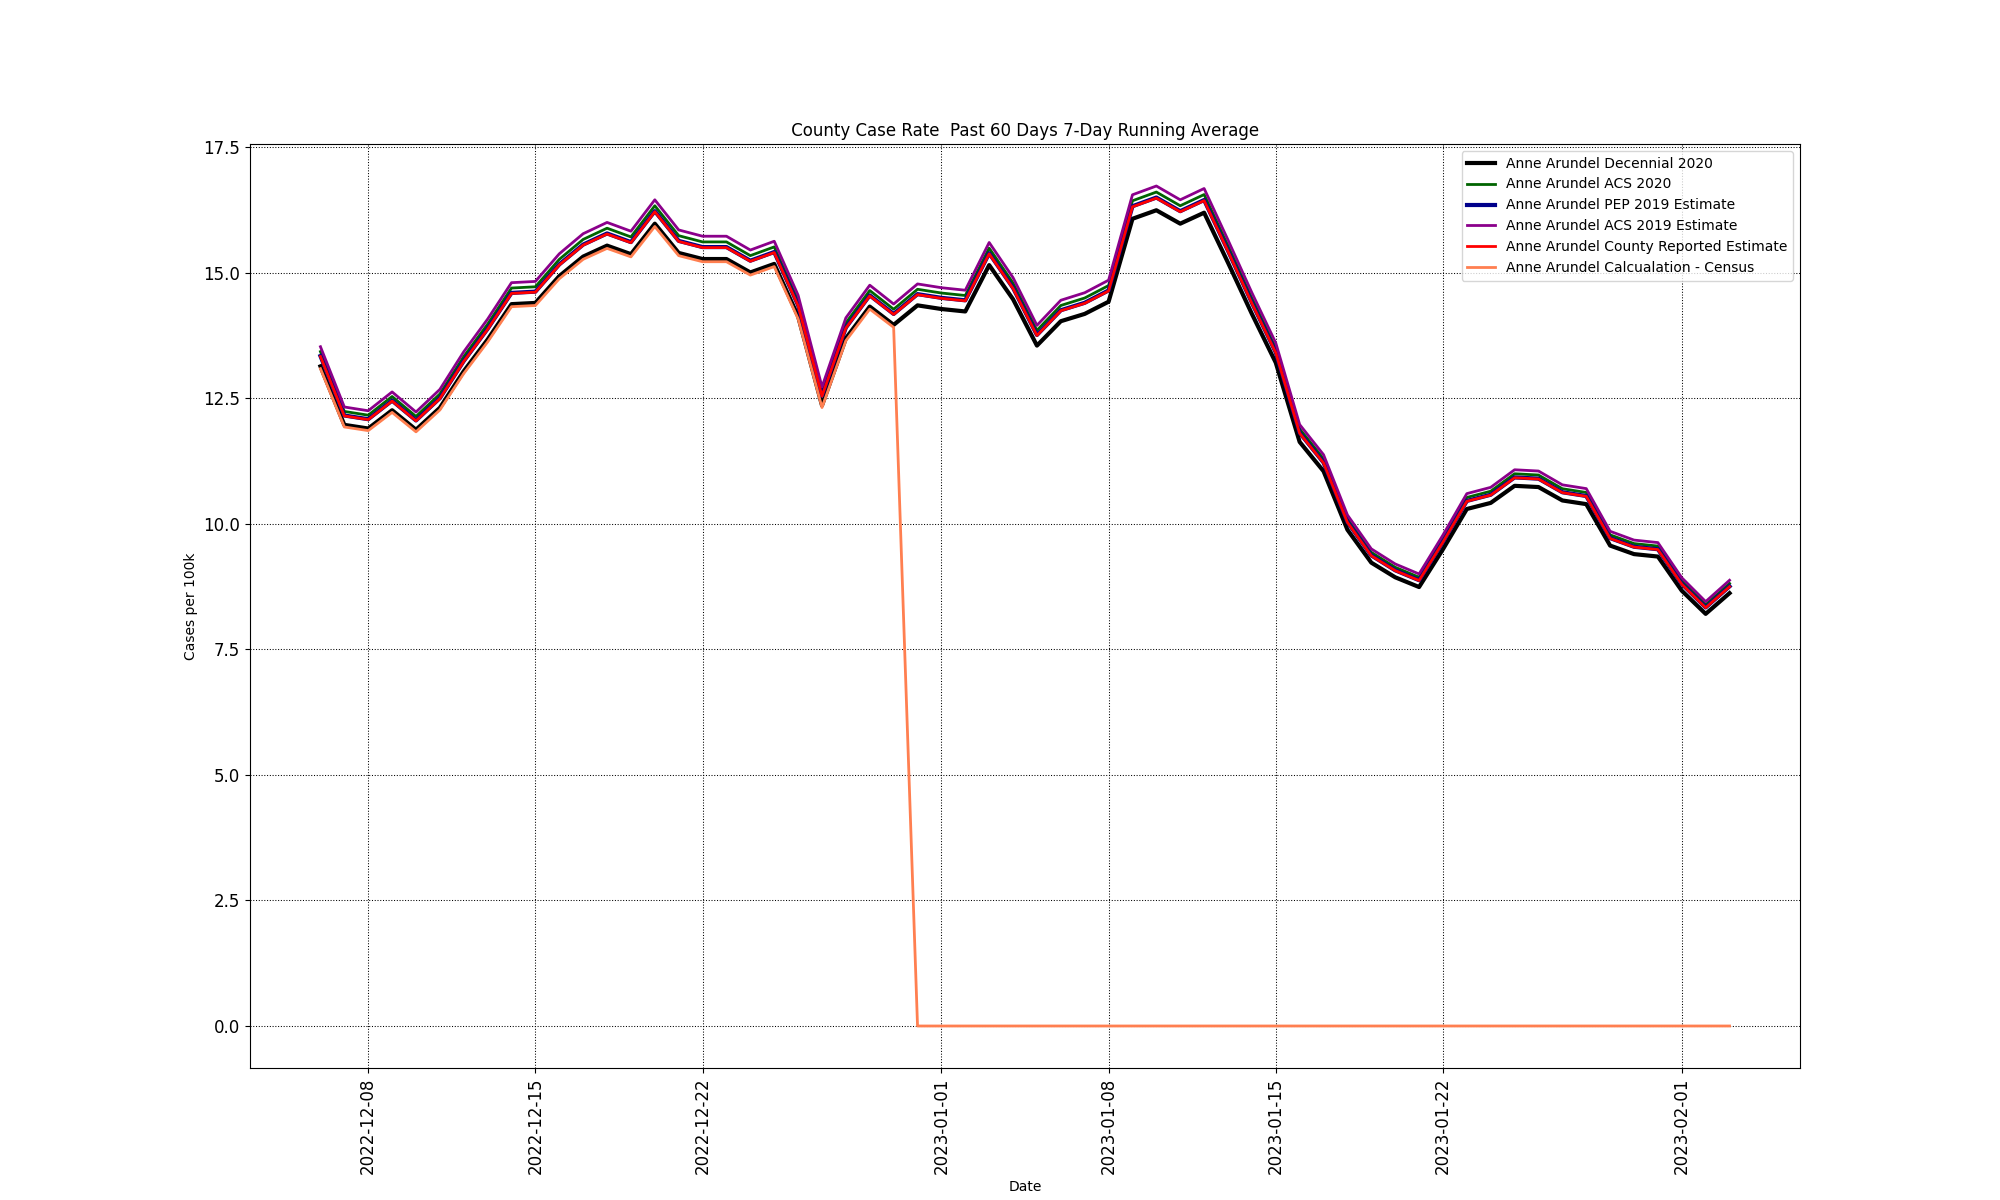 County Case Rate  Past 60 Days 7-Day Running Average
17.5
15.0
12.5
10.0
7.5
5.0
2.5
0.0
Cases per 100k
Anne Arundel Decennial 2020
Anne Arundel ACS 2020
Anne Arundel PEP 2019 Estimate
Anne Arundel ACS 2019 Estimate
Anne Arundel County Reported Estimate
Anne Arundel Calcualation - Census
2022-12-08
2022-12-15
2022-12-22
2023-01-01
2023-01-08
2023-01-15
2023-01-22
2023-02-01
Date